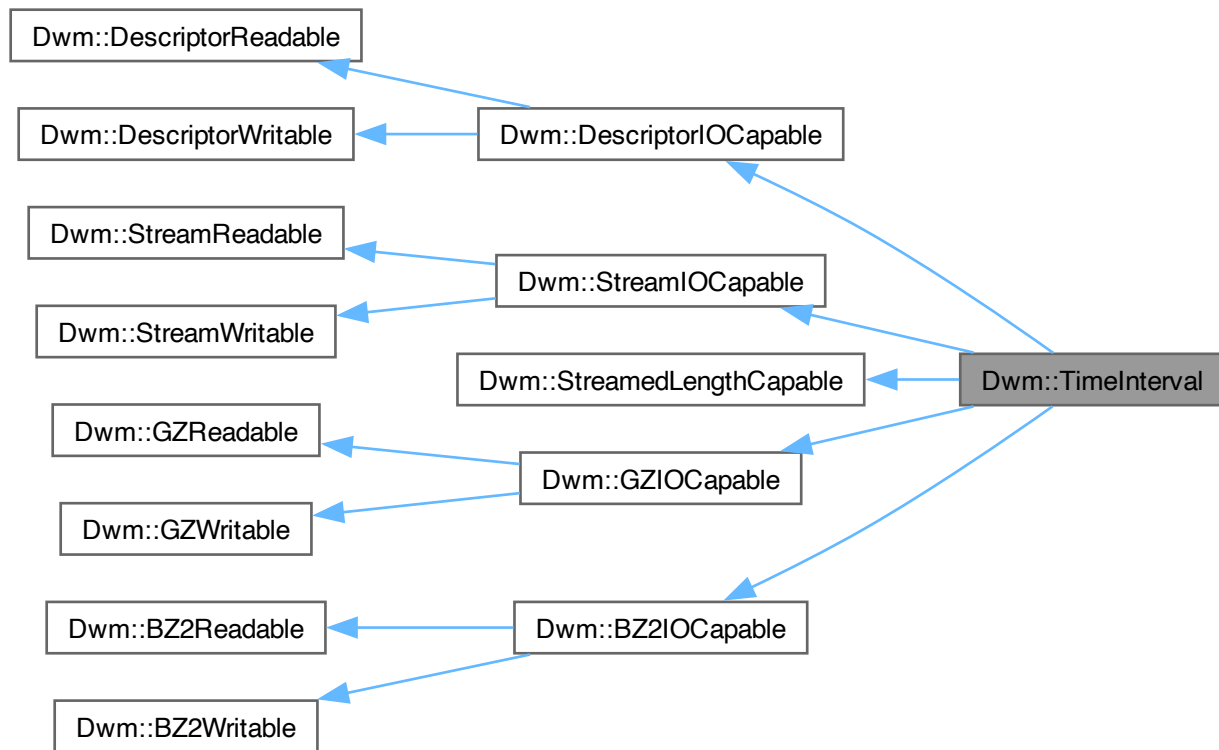 Dwm::DescriptorReadable
Dwm::DescriptorWritable
Dwm::DescriptorIOCapable
Dwm::StreamReadable
Dwm::StreamIOCapable
Dwm::StreamWritable
Dwm::StreamedLengthCapable
Dwm::TimeInterval
Dwm::GZReadable
Dwm::GZIOCapable
Dwm::GZWritable
Dwm::BZ2Readable
Dwm::BZ2IOCapable
Dwm::BZ2Writable